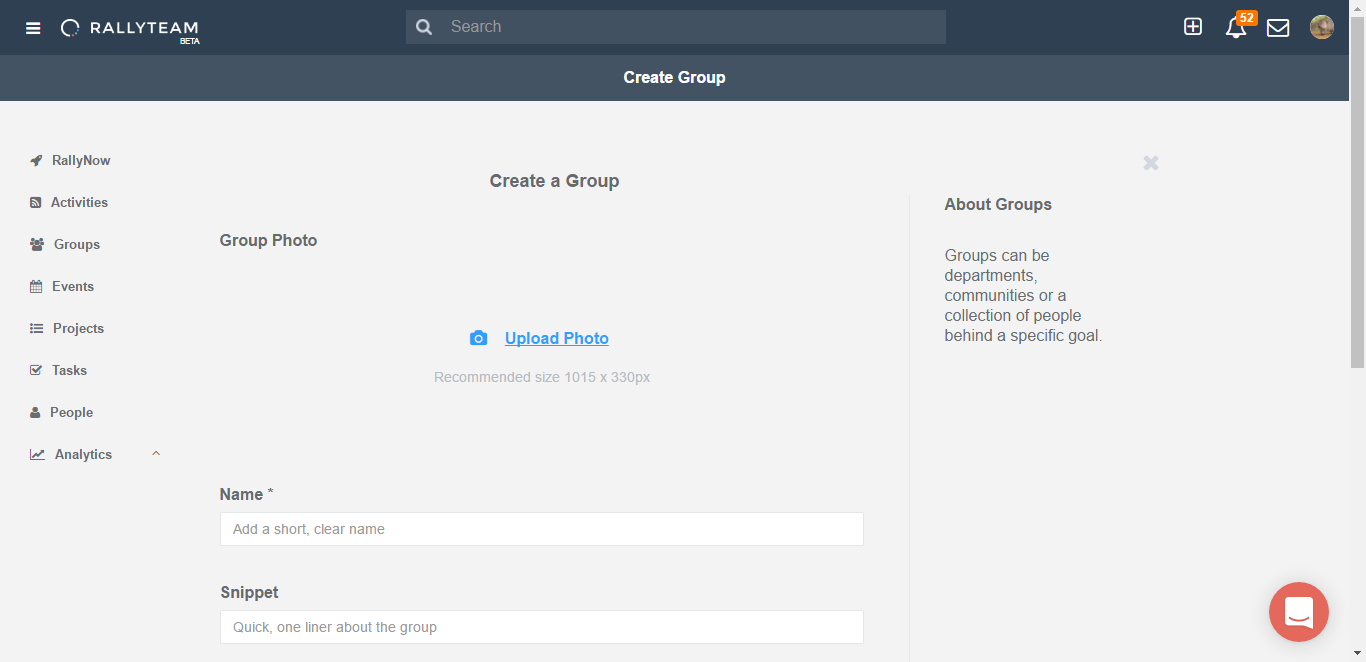 RALLYTEAM
BETA
Search
52
Create Group
RallyNow
Activities
Groups
Events
Projects
Tasks
People
Analytics
Create a Group
Group Photo
Upload Photo
Recommended size 1015 x 330px
Name *
Add a short, clear name
Snippet
Quick, one liner about the group
About Groups
Groups can be
departments,
communities or a
collection of people
behind a specific goal.